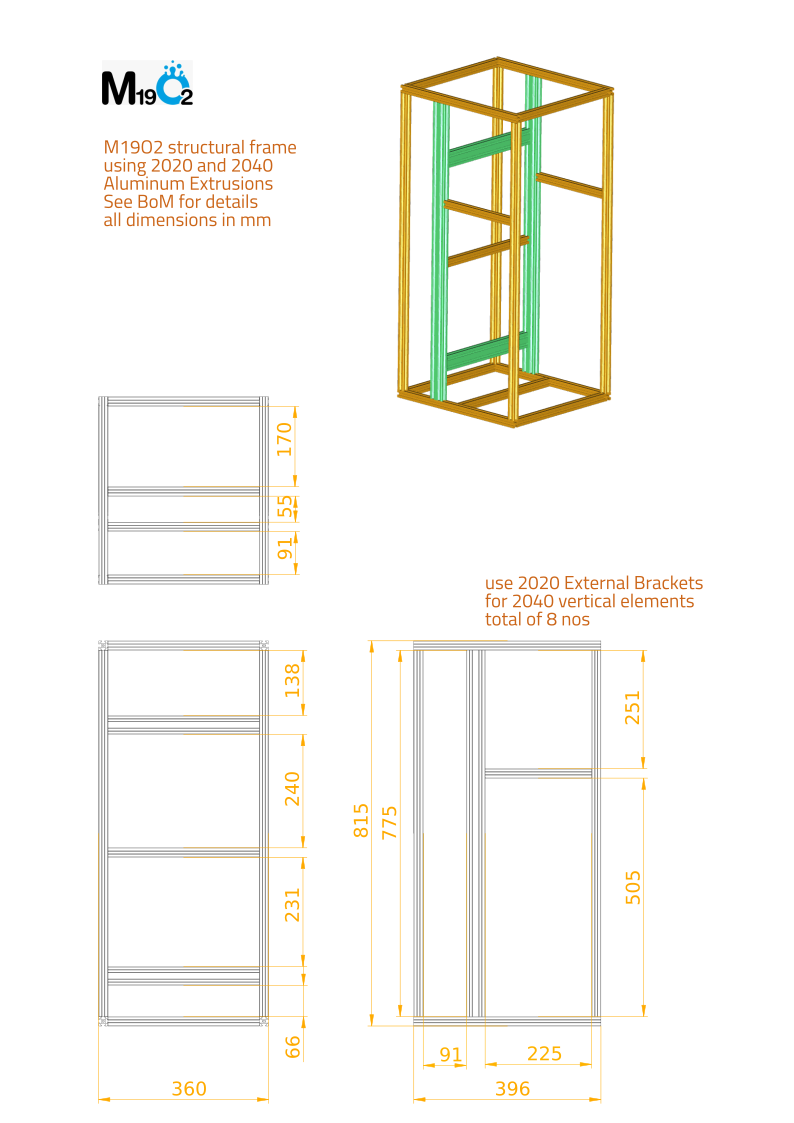 M19O2
M19O2 structural frame
using 2020 and 2040
Aluminum Extrusions
See BoM for details
all dimensions in mm
170
55
91
use 2020 External Brackets
for 2040 vertical elements
total of 8 nos
138
240
231
66
360
815
775
251
505
91
225
396